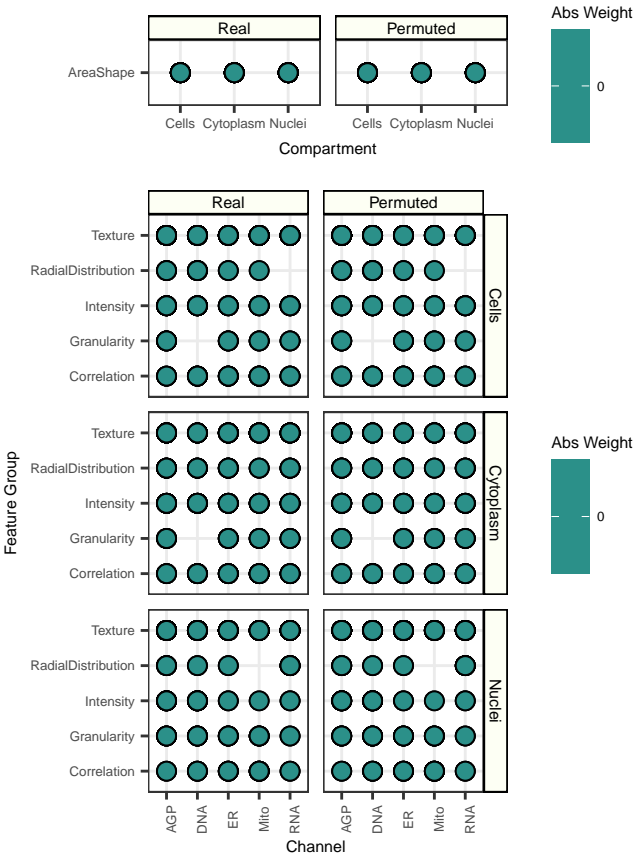 Real Permuted
AreaShape
Cells Cytoplasm Nuclei Cells Cytoplasm Nuclei
Compartment
Abs Weight
0
Real Permuted
Feature Group
Texture
RadialDistribution
Intensity
Granularity
Correlation
Cells
Texture
RadialDistribution
Intensity
Granularity
Correlation
Cytoplasm
Texture
RadialDistribution
Intensity
Granularity
Correlation
Nuclei
AGP DNA ER Mito RNA AGP DNA ER Mito RNA
Channel
Abs Weight
0